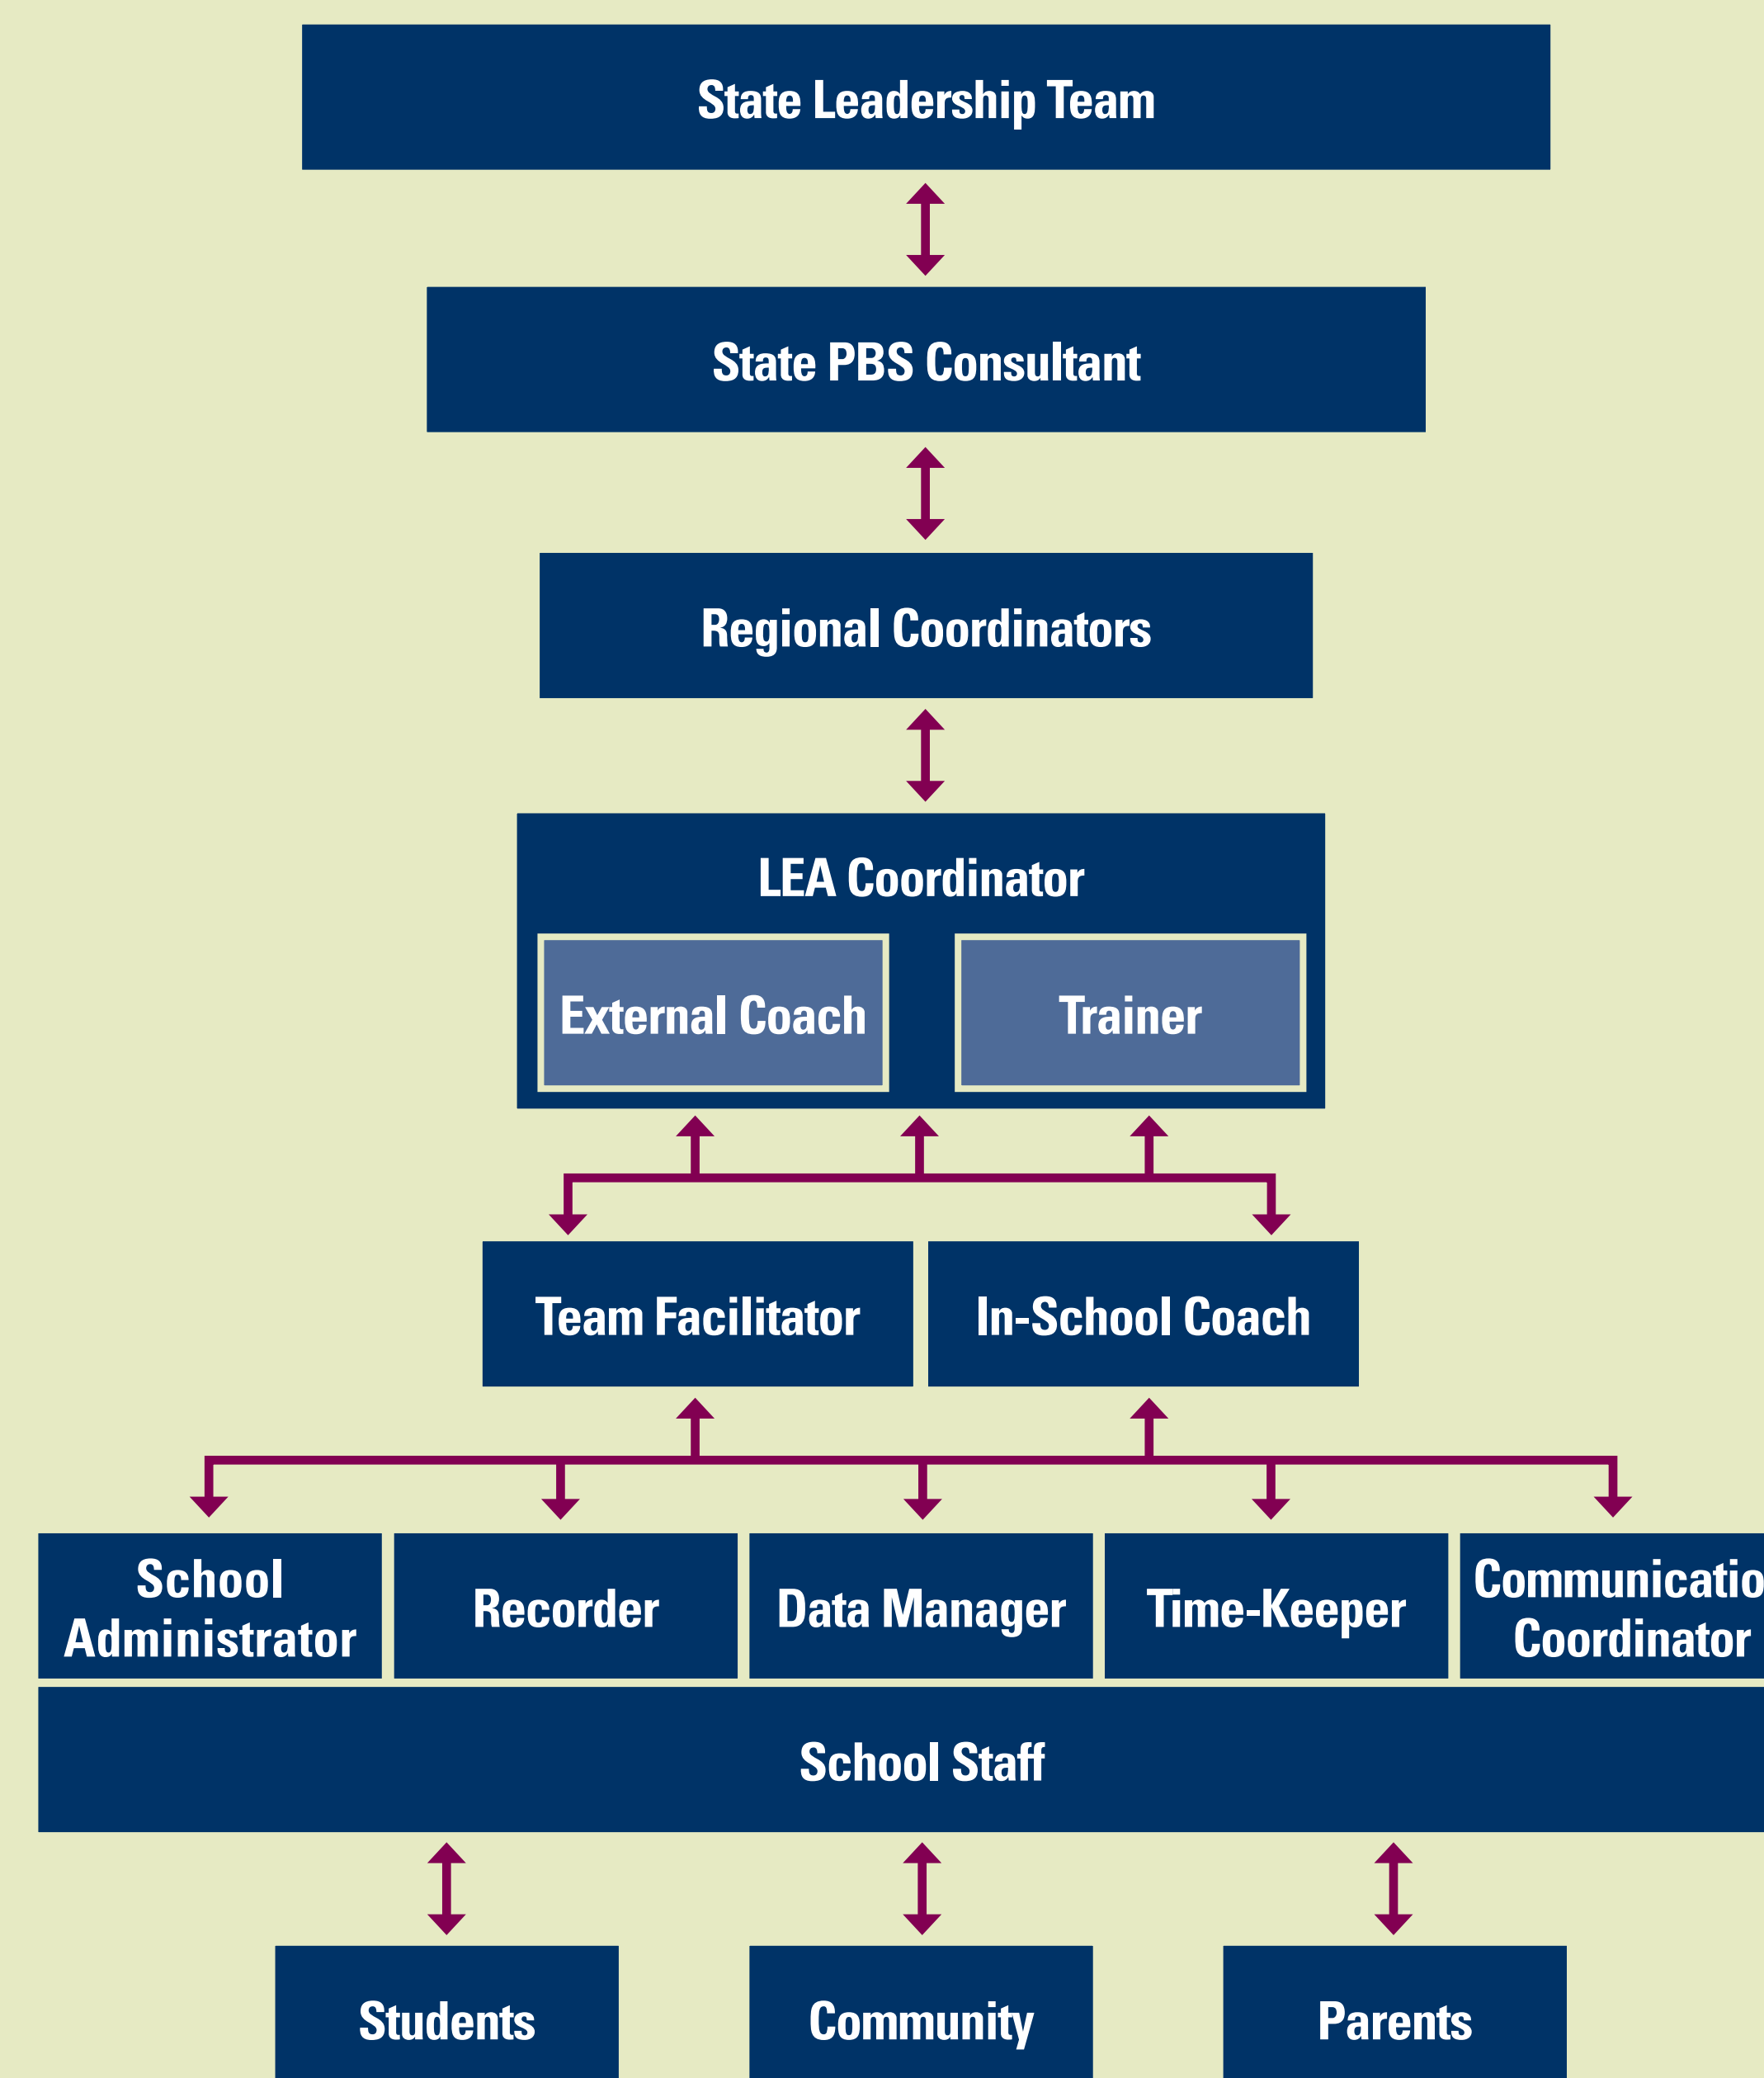 State Leadership Team
State PBS Consultant
Regional Coordinators
LEA Coordinator
External Coach
Trainer
Team Facilitator
In-School Coach
School
Administrator
Recorder
Data Manager
Time-Keeper
Communicatio
Coordinator
School Staff
Students
Community
Parents